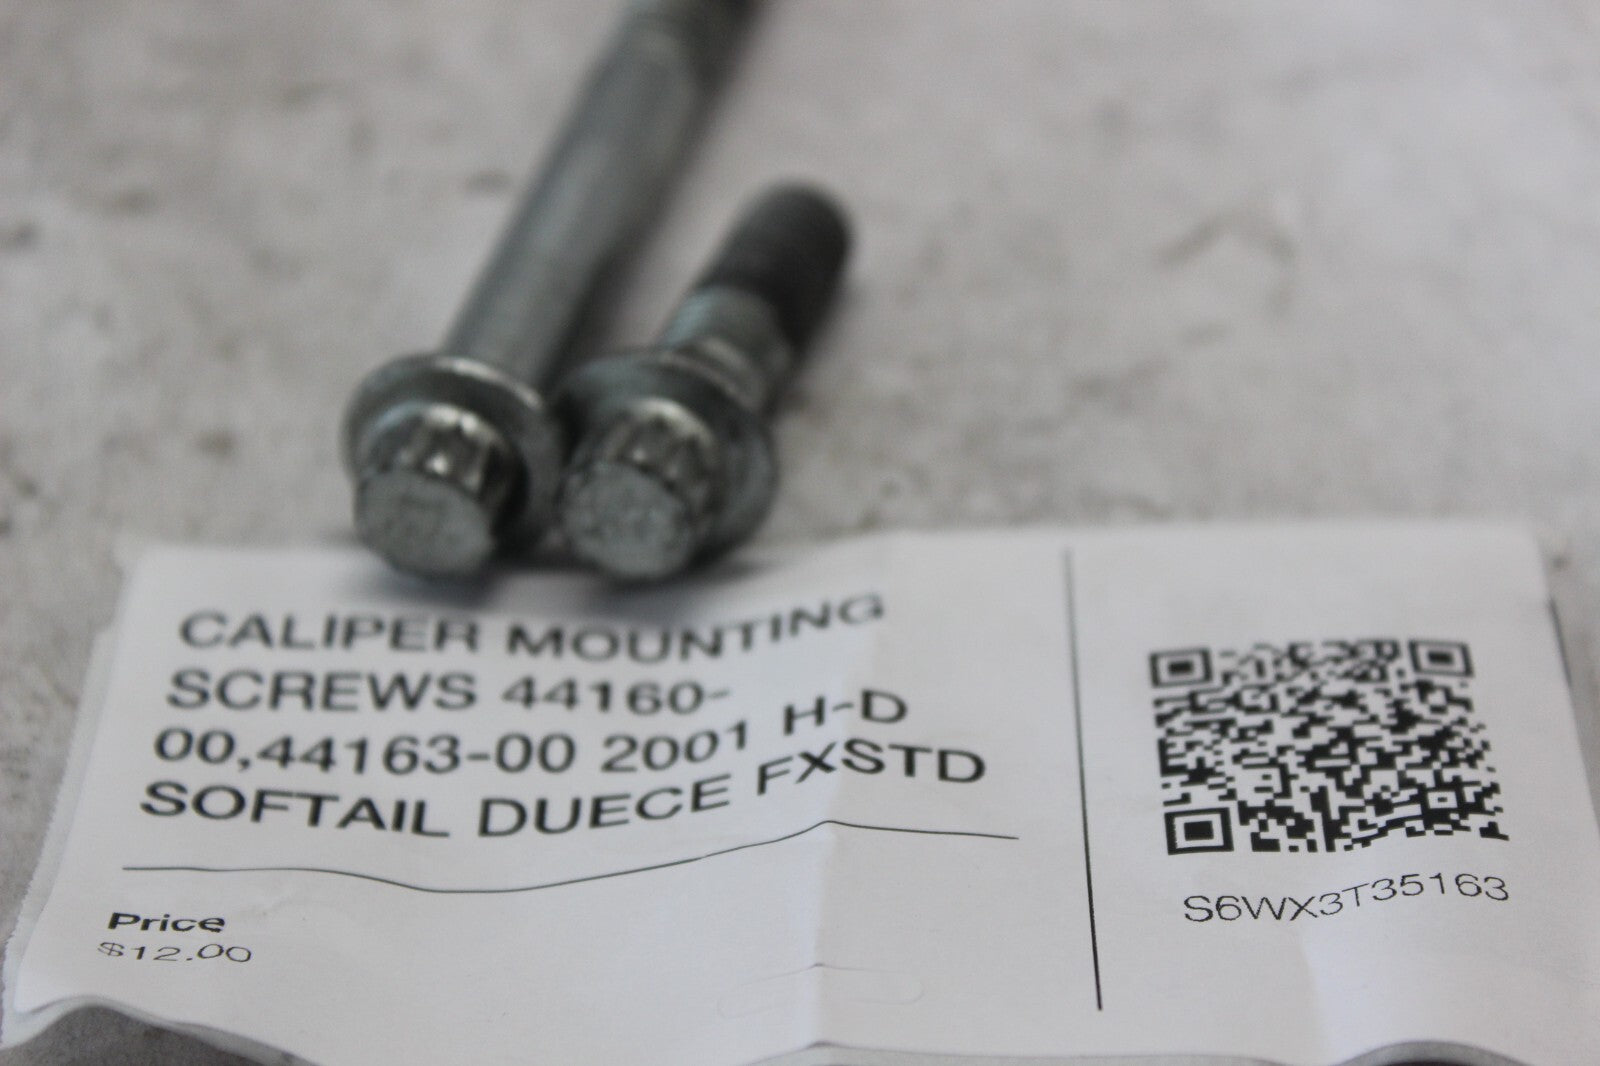 CALIPER MOUNTING
SCREWS 44160-
00,44163-00 2001 H-D
SOFTAIL DUECE FXSTD
Price
$12.00
S6WX3T35163